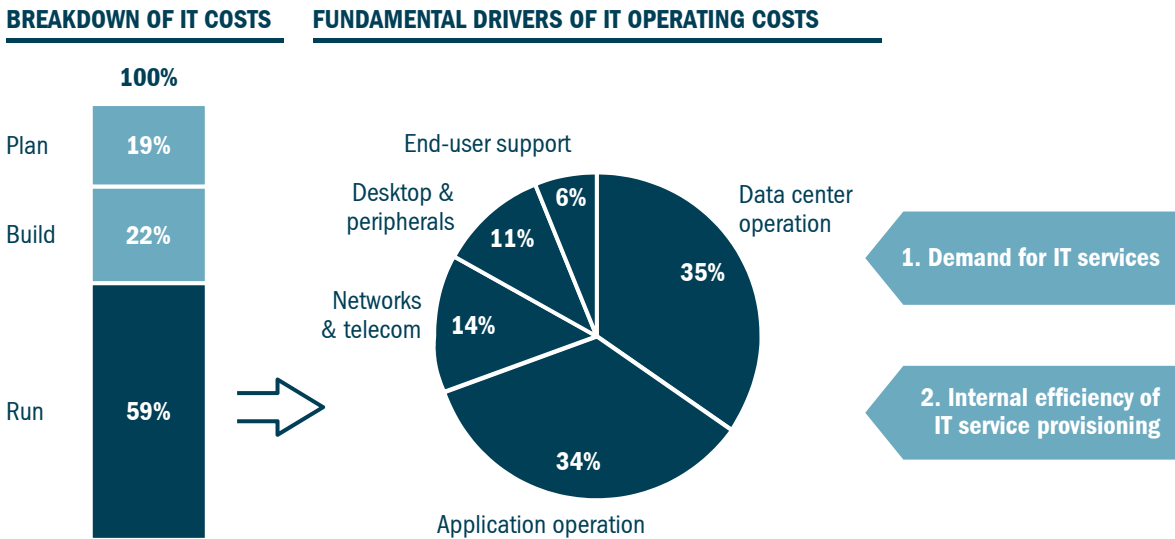 BREAKDOWN OF IT COSTS
FUNDAMENTAL DRIVERS OF IT OPERATING COSTS
100%
Plan
19%
Build
22%
Run
59%
End-user support
6%
Desktop &
peripherals
11%
Networks
& telecom
14%
Data center
operation
35%
34%
Application operation
1. Demand for IT services
2. Internal efficiency of
IT service provisioning